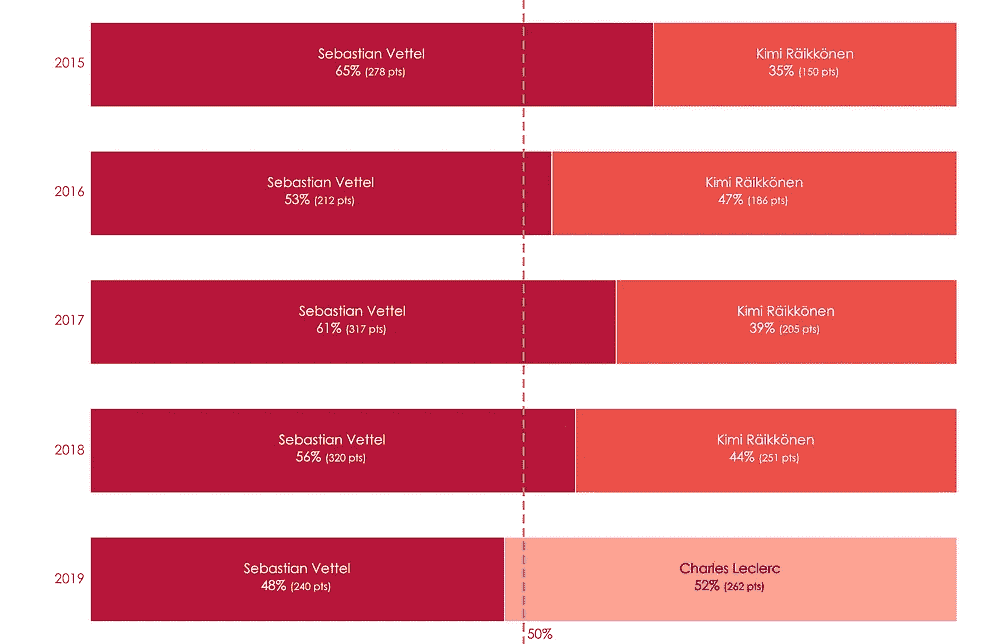 2015
Sebastian Vettel
65% (278 pts)
Kimi Räikkönen
35% (150 pts)
2016
Sebastian Vettel
53% (212 pts)
Kimi Räikkönen
47% (186 pts)
2017
Sebastian Vettel
61% (317 pts)
Kimi Räikkönen
39% (205 pts)
2018
Sebastian Vettel
56% (320 pts)
Kimi Räikkönen
44% (251 pts)
2019
Sebastian Vettel
48% (240 pts)
Charles Leclerc
52% (262 pts)
50%